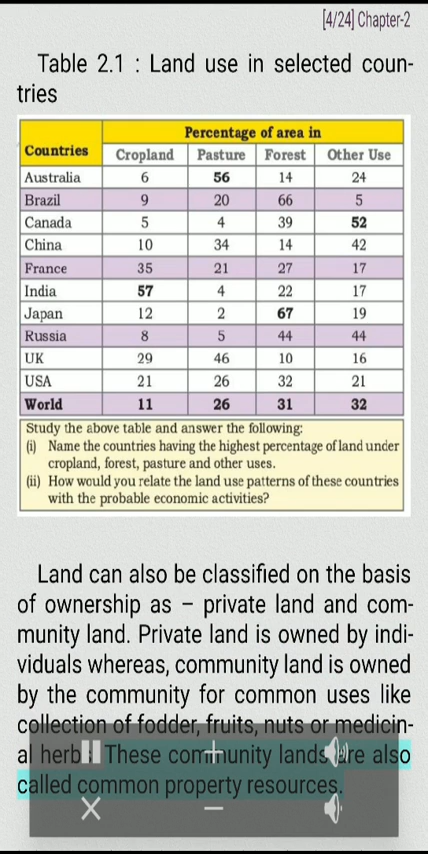 [4/24] Chapter-2
Table 2.1 : Land use in selected coun-
tries
Countries Percentage of area in
Cropland Pasture Forest Other Use
Australia 6 56 14 24
Brazil 9 20 66 5
Canada 5 4 39 52
China 10 34 14 42
France 35 21 27 17
India 57 4 22 17
Japan 12 2 67 19
Russia 8 5 44 44
UK 29 46 10 16
USA 21 26 32 21
World 11 26 31 32
Study the above table and answer the following:
(i) Name the countries having the highest percentage of land under
cropland, forest, pasture and other uses.
(ii) How would you relate the land use patterns of these countries
with the probable economic activities?
Land can also be classified on the basis
of ownership as – private land and com-
munity land. Private land is owned by indi-
viduals whereas, community land is owned
by the community for common uses like
collection of fodder, fruits, nuts or medicin-
al herbs. These community lands are also
called common property resources.